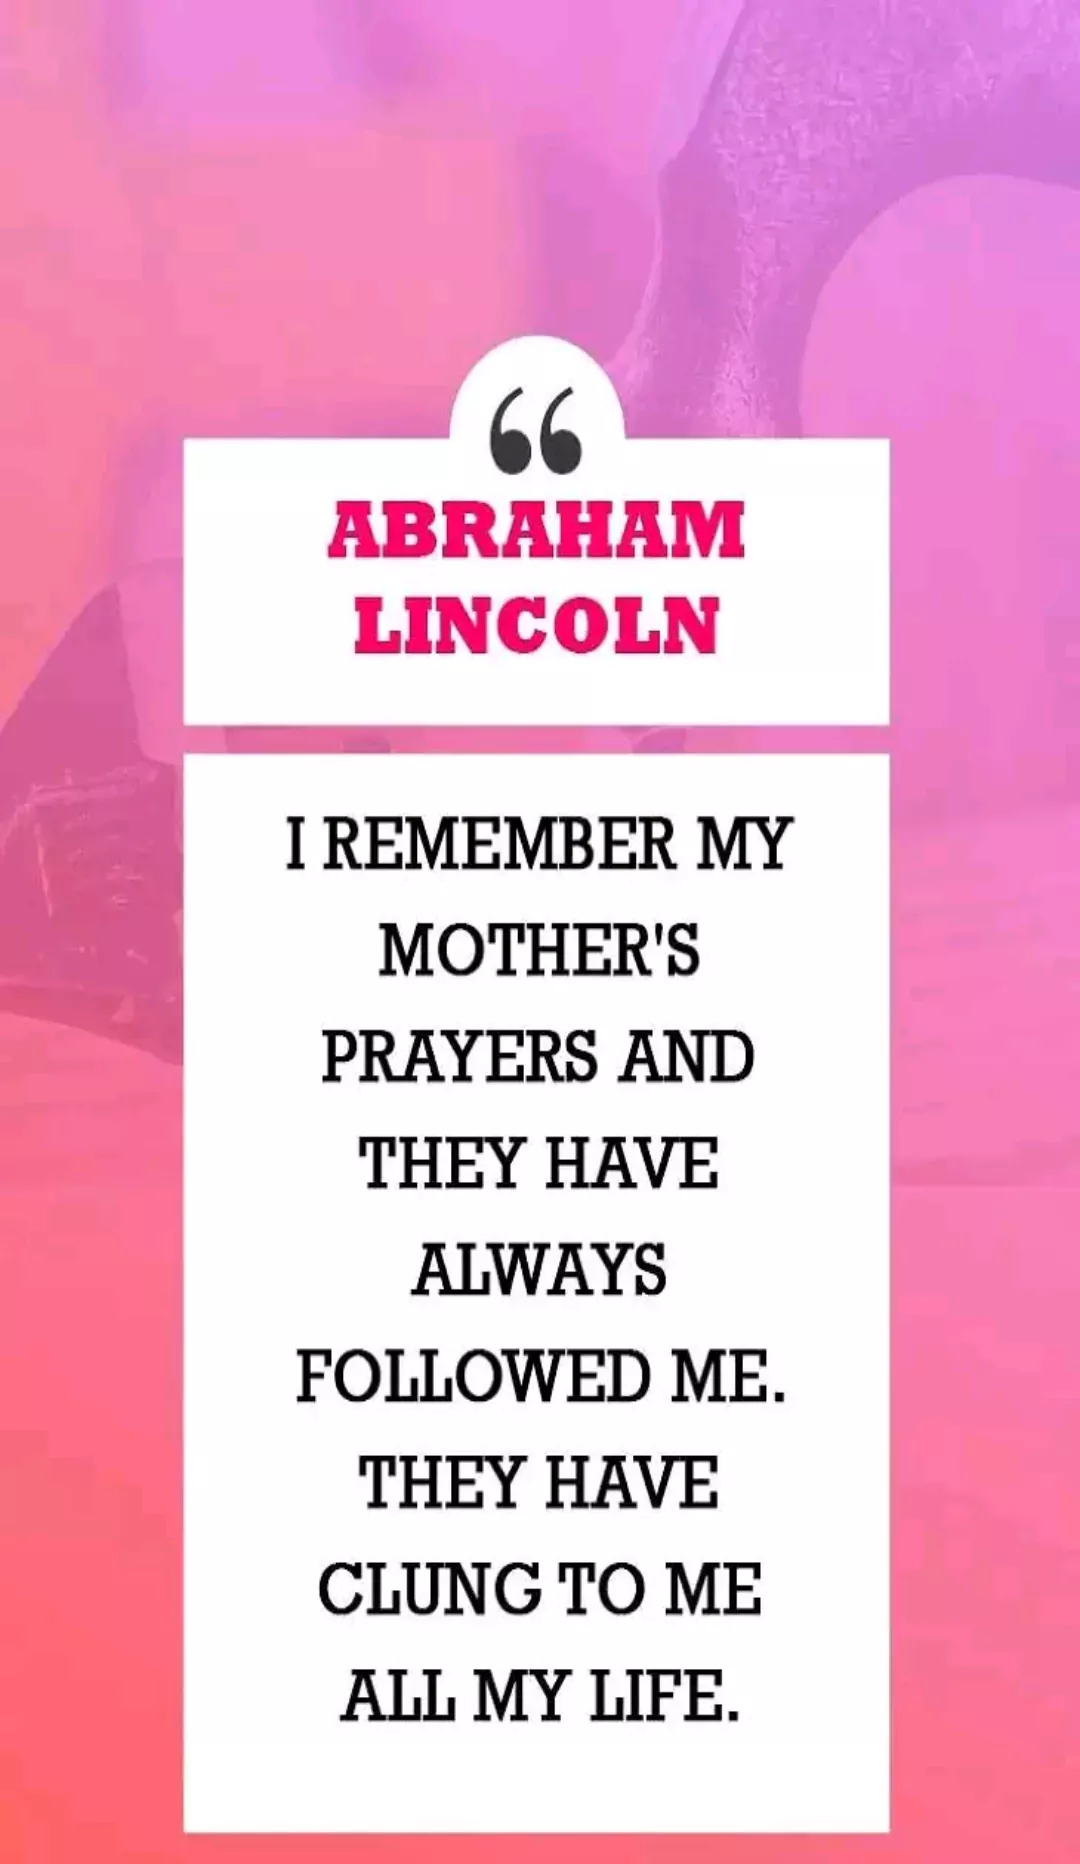 “
ABRAHAM
LINCOLN
I REMEMBER MY
MOTHER'S
PRAYERS AND
THEY HAVE
ALWAYS
FOLLOWED ME.
THEY HAVE
CLUNG TO ME
ALL MY LIFE.